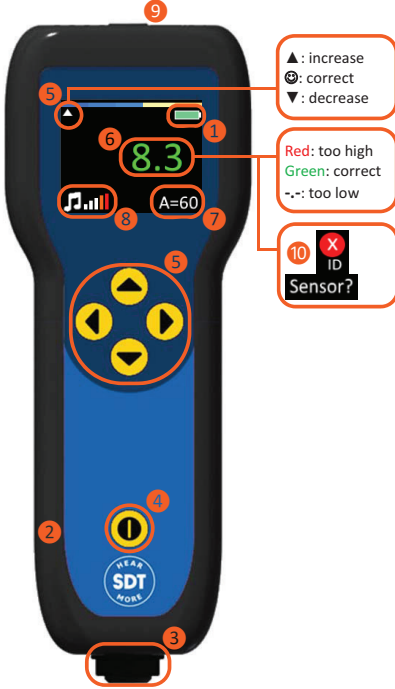 9
▲: increase
☺: correct
▼: decrease
5
1
6
8.3
Red: too high
Green: correct
-.-: too low
8
A=60
7
10
X
ID
Sensor?
5
4
2
HEAR
SDT
MORE
3